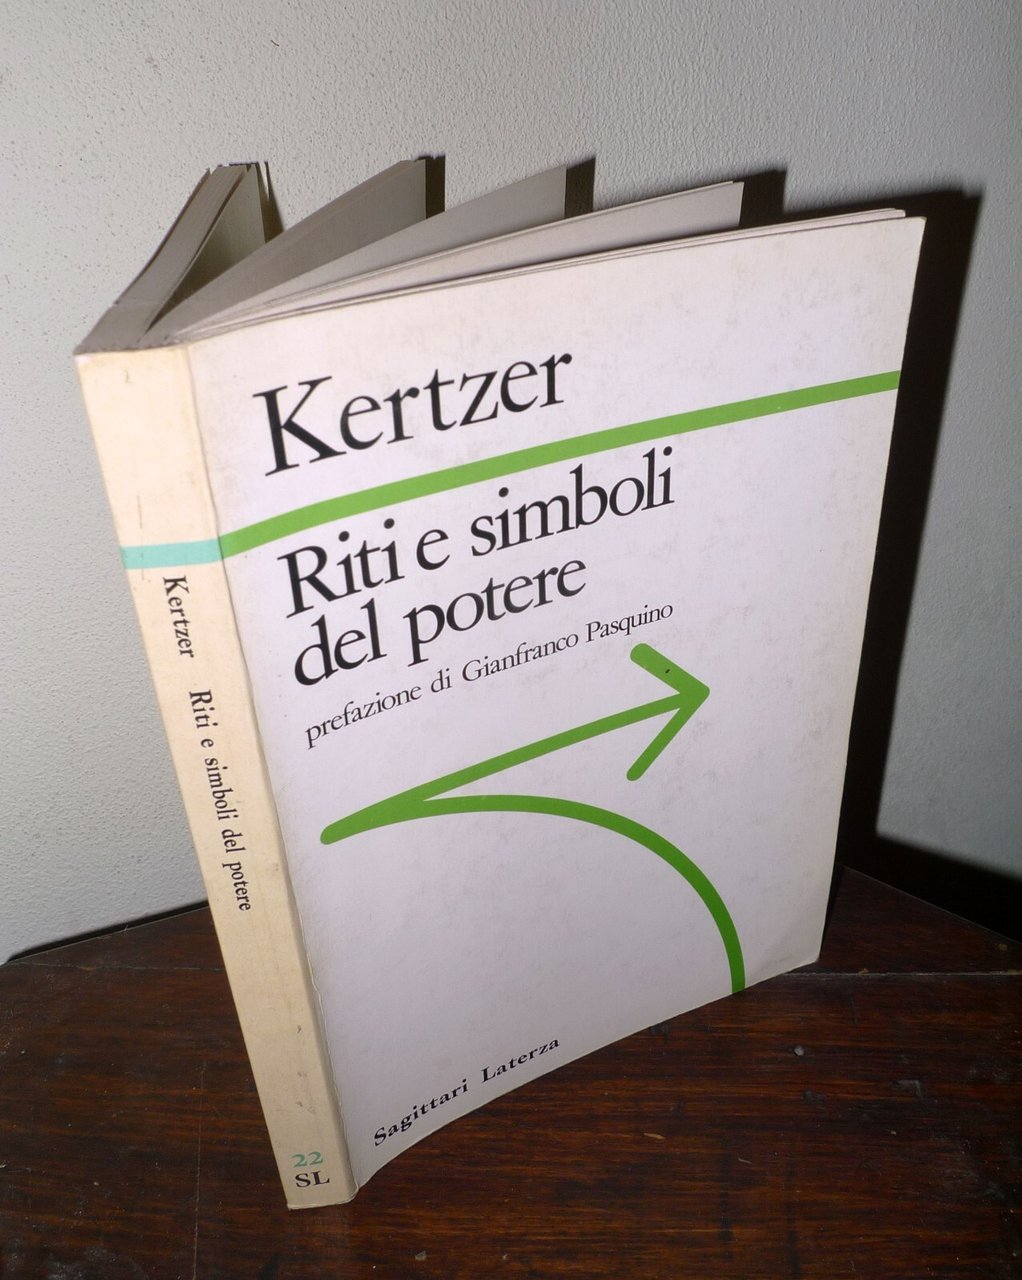 Kertzer
Riti e simboli
del potere
prefazione di Gianfranco Pasquino
Sagittari Laterza
Kertzer Riti e simboli del potere
22
SL